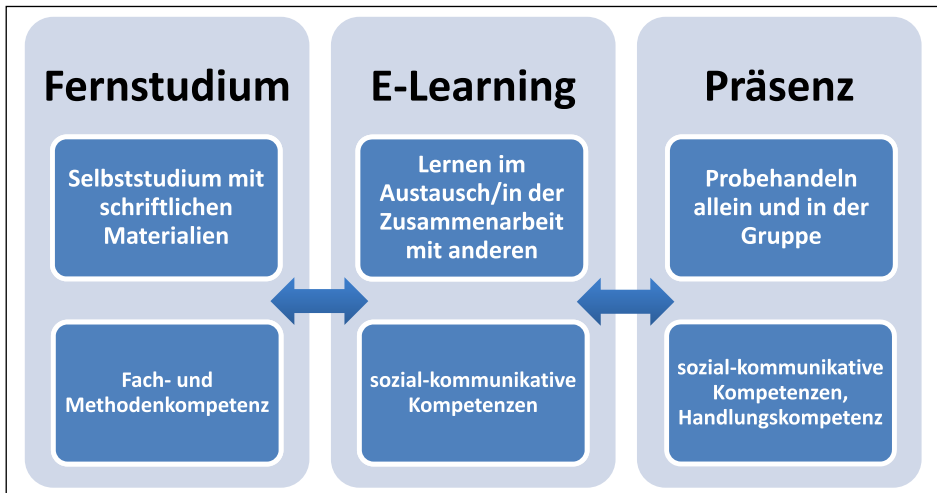 Fernstudium
Selbststudium mit
schriftlichen
Materialien
Fach- und
Methodenkompetenz
E-Learning
Lernen im
Austausch/in der
Zusammenarbeit
mit anderen
sozial-kommunikative
Kompetenzen
Präsenz
Probehandeln
allein und in der
Gruppe
sozial-kommunikative
Kompetenzen,
Handlungskompetenz